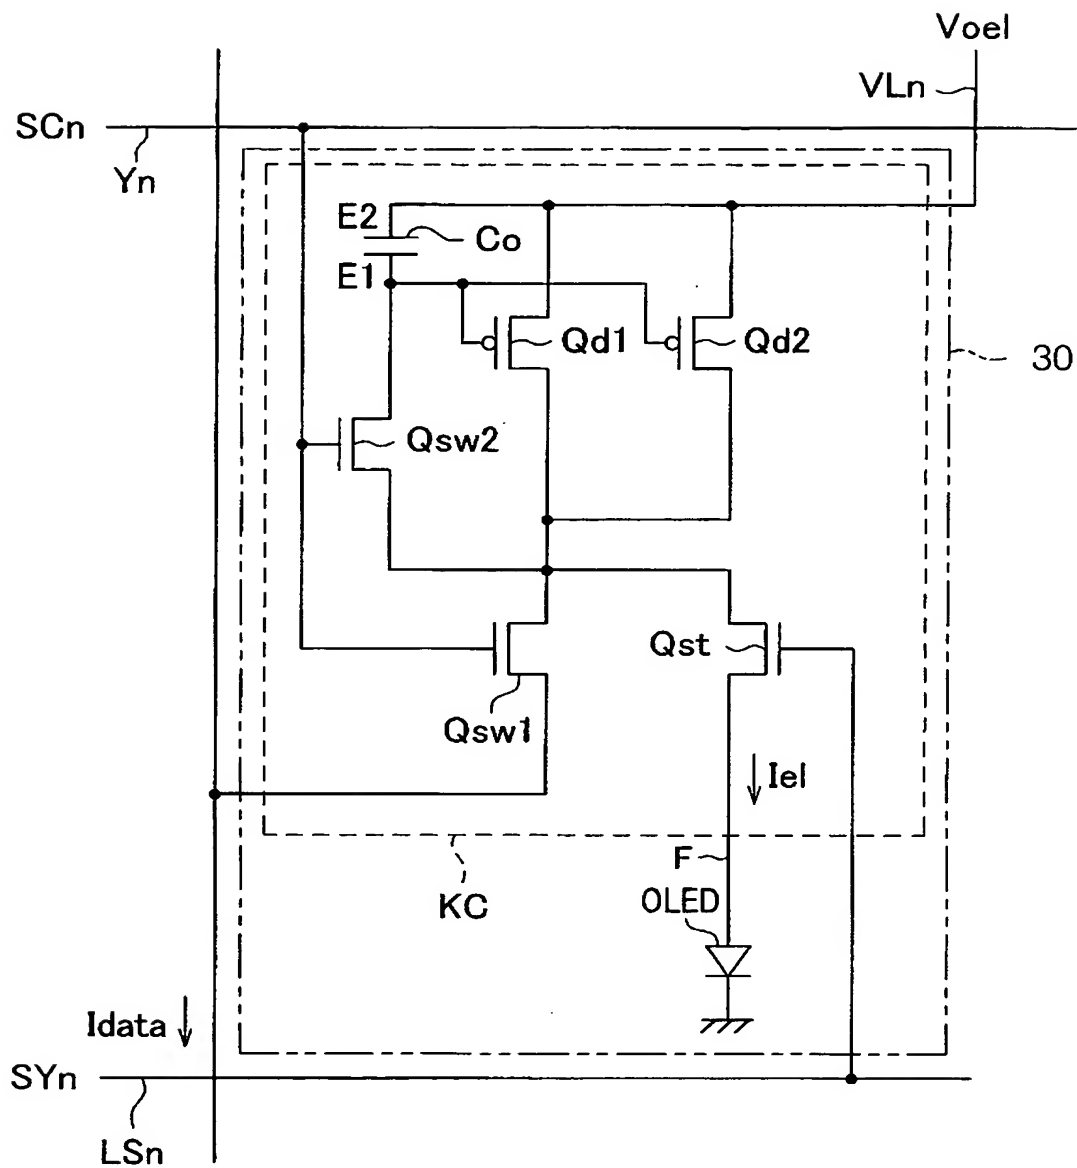 Voel
VLn
SCn
Yn
E2
Co
E1
Qd1
Qd2
30
Qsw2
Qst
Qsw1
Iel
F
KC
OLED
Idata
SYn
LSn